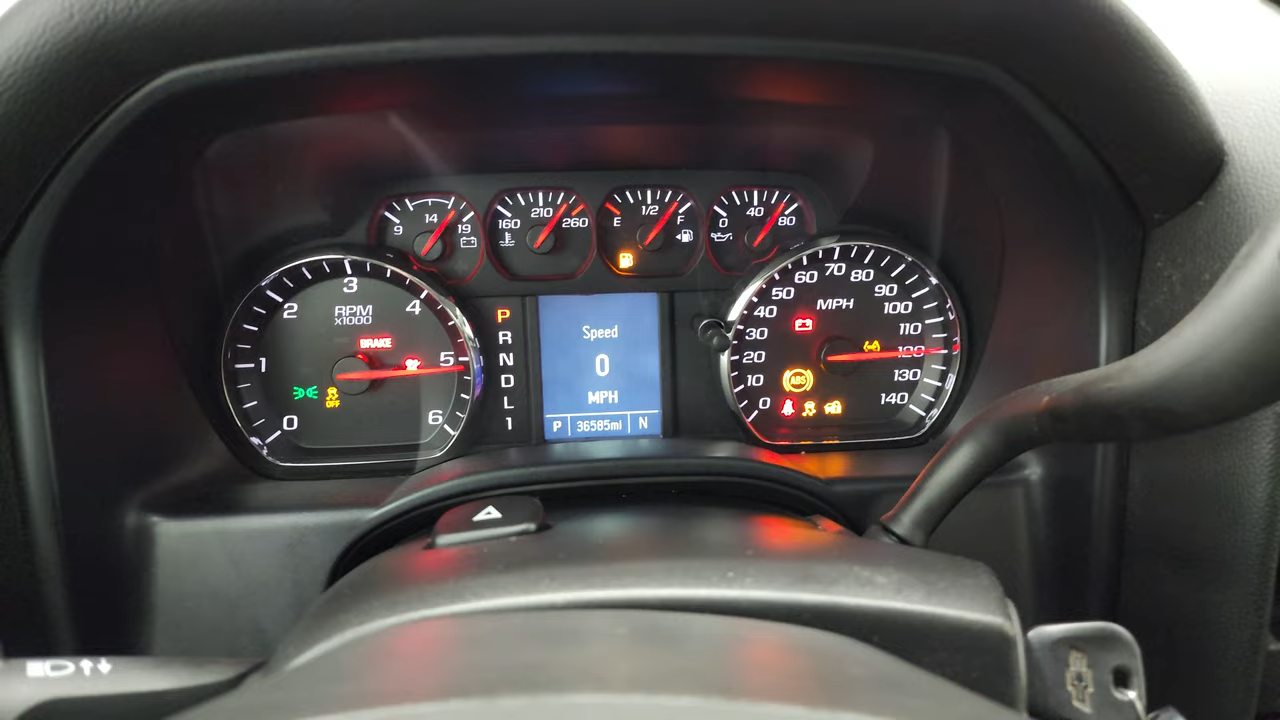 14
9 19
210
160 260
1/2
E F
40
0 80
3
2 4
RPM
X1000
BRAKE
1 5
OFF
0 6
P
R
N
D
L
1
Speed
0
MPH
P 36585mi N
60 70 80
50 90
MPH
40 100
30 110
20 120
ABS
10 130
0 140